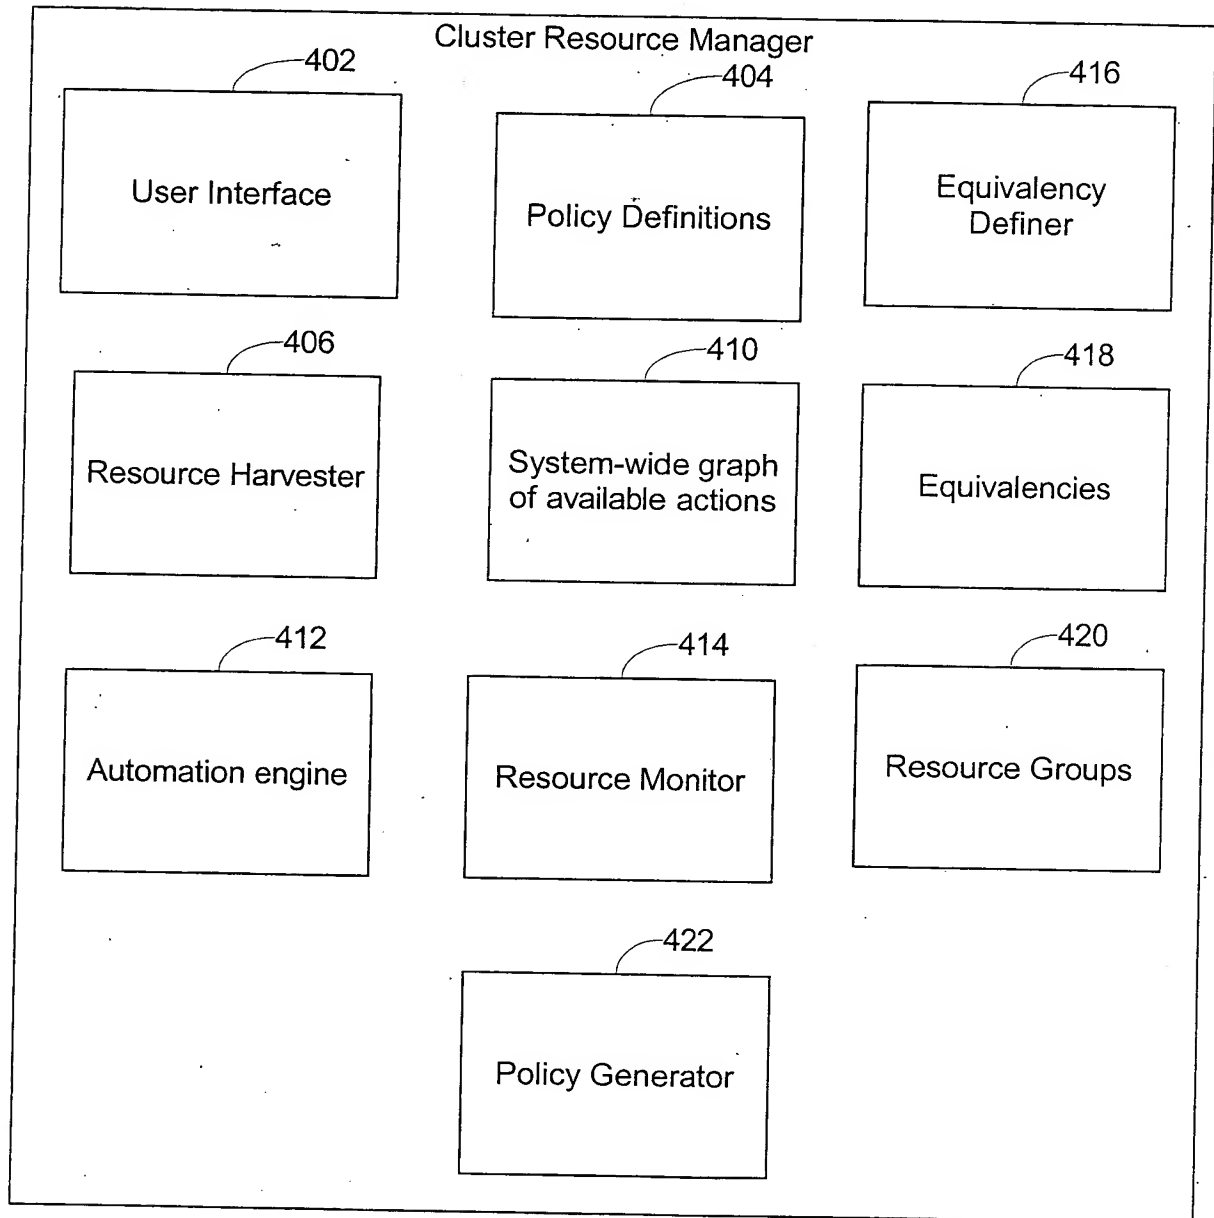 Cluster Resource Manager
402
User Interface
404
Policy Definitions
416
Equivalency
Definer
406
Resource Harvester
410
System-wide graph
of available actions
418
Equivalencies
412
Automation engine
414
Resource Monitor
420
Resource Groups
422
Policy Generator